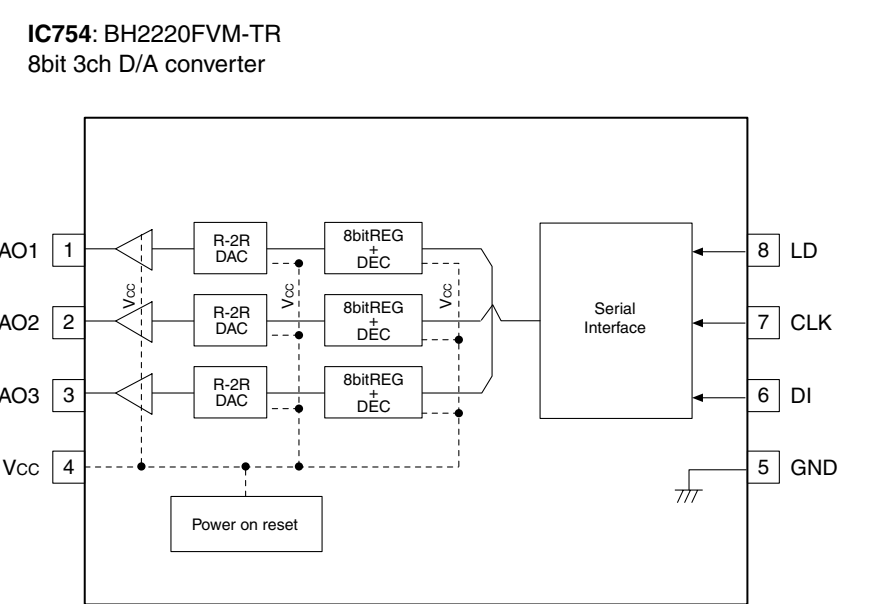 IC754: BH2220FVM-TR
8bit 3ch D/A converter
AO1 1 R-2R DAC 8bitREG + DEC 8 LD
Vcc Vcc Vcc
AO2 2 R-2R DAC 8bitREG + DEC Serial Interface 7 CLK
AO3 3 R-2R DAC 8bitREG + DEC 6 DI
Vcc 4 5 GND
Power on reset